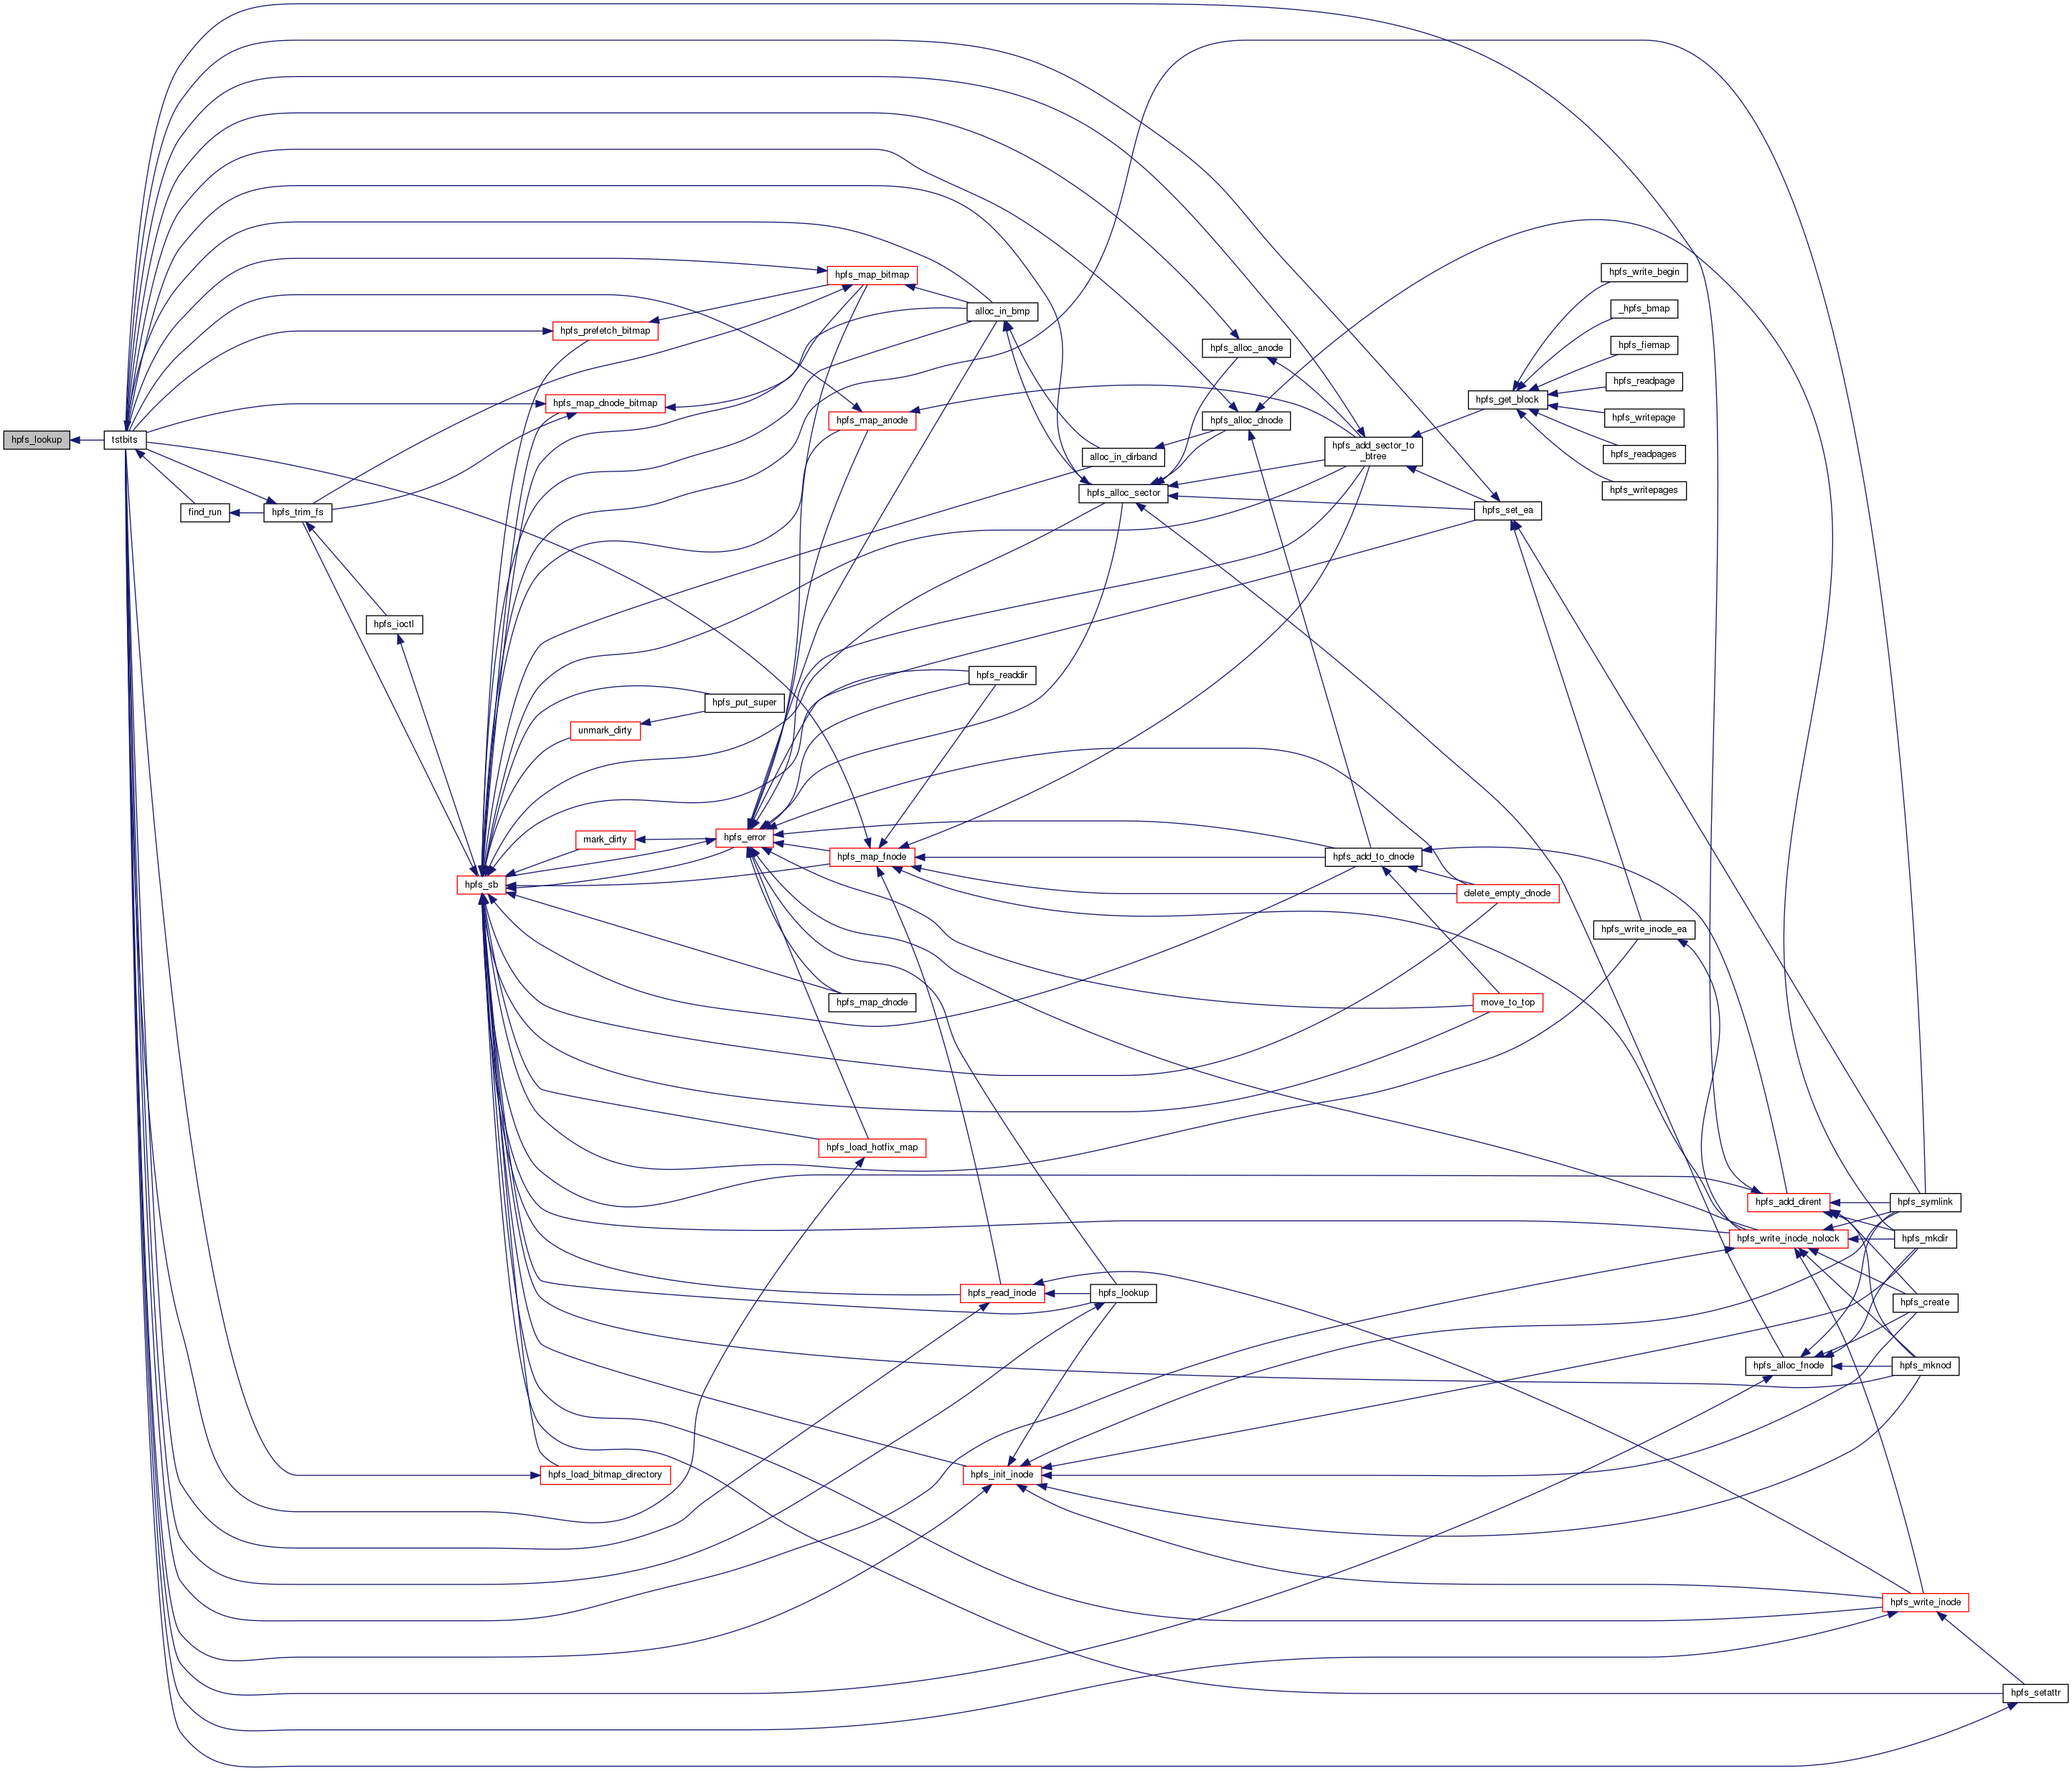 hpfs_write_begin
hpfs_map_bitmap
_hpfs_bmap
alloc_in_bmp
hpfs_prefetch_bitmap
hpfs_fiemap
hpfs_alloc_anode
hpfs_readpage
hpfs_get_block
hpfs_map_dnode_bitmap
hpfs_writepage
hpfs_map_anode
hpfs_alloc_dnode
hpfs_lookup
tstbits
hpfs_add_sector_to
_btree
hpfs_readpages
alloc_in_dirband
hpfs_writepages
hpfs_alloc_sector
find_run
hpfs_trim_fs
hpfs_set_ea
hpfs_ioctl
hpfs_readdir
hpfs_put_super
unmark_dirty
mark_dirty
hpfs_error
hpfs_map_fnode
hpfs_add_to_dnode
hpfs_sb
delete_empty_dnode
hpfs_write_inode_ea
hpfs_map_dnode
move_to_top
hpfs_load_hotfix_map
hpfs_add_dirent
hpfs_symlink
hpfs_write_inode_nolock
hpfs_mkdir
hpfs_read_inode
hpfs_lookup
hpfs_create
hpfs_alloc_fnode
hpfs_mknod
hpfs_load_bitmap_directory
hpfs_init_inode
hpfs_write_inode
hpfs_setattr